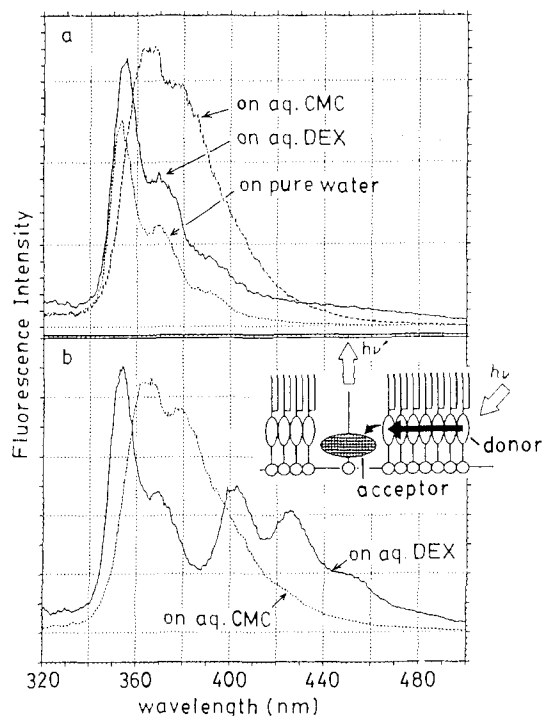 a
on aq. CMC
on aq. DEX
on pure water
Fluorescence Intensity
b
hν'
hν
donor
acceptor
on aq. DEX
on aq. CMC
320 360 400 440 480
wavelength (nm)